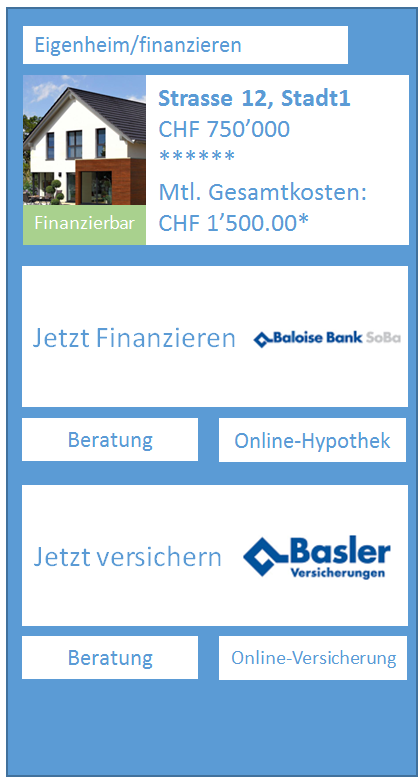 Eigenheim/finanzieren
Strasse 12, Stadt1
CHF 750’000
******
Mtl. Gesamtkosten:
CHF 1’500.00*
Finanzierbar
Jetzt Finanzieren
Baloise Bank SoBa
Beratung
Online-Hypothek
Jetzt versichern
Basler
Versicherungen
Beratung
Online-Versicherung